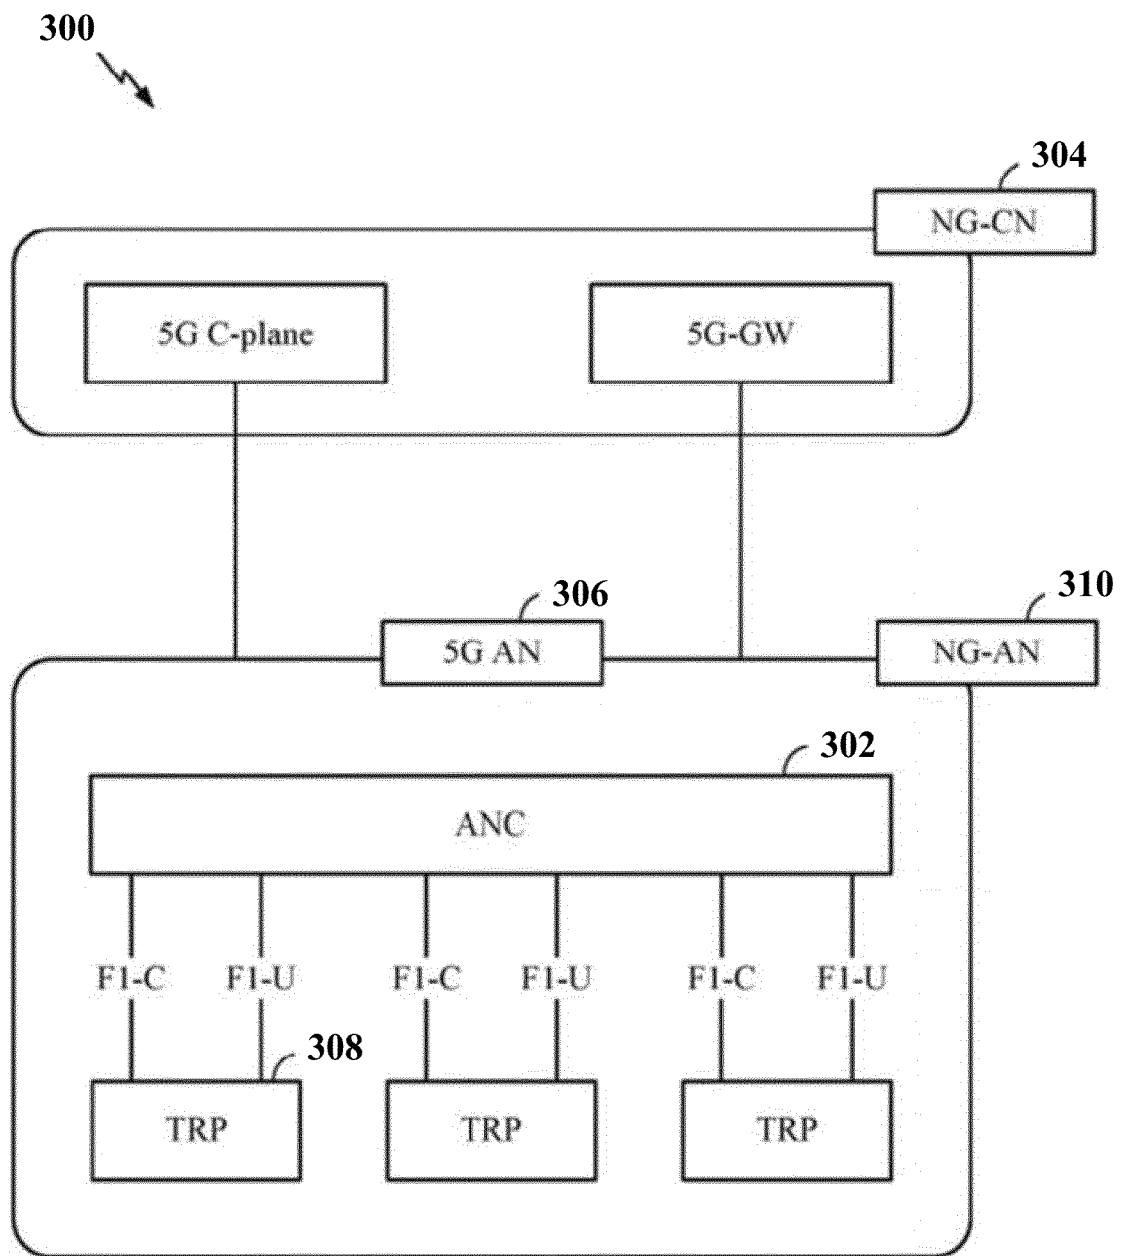 300
304
NG-CN
5G C-plane
5G-GW
306
310
5G AN
NG-AN
302
ANC
F1-C F1-U F1-C F1-U F1-C F1-U
308
TRP TRP TRP